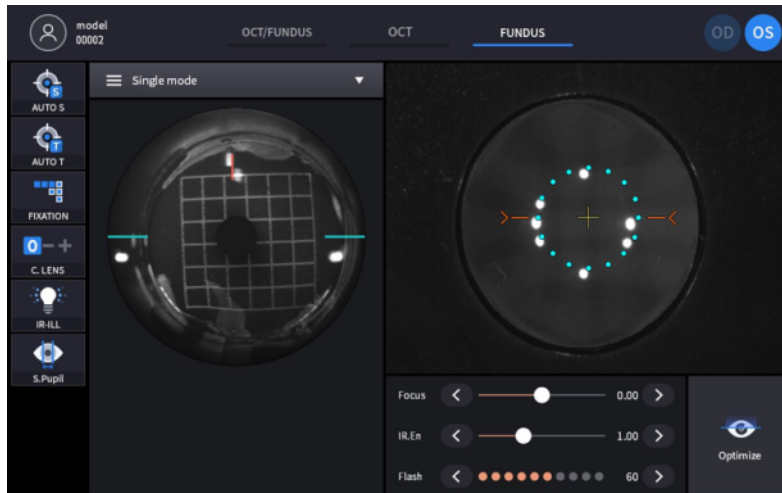 model
00002
OCT/FUNDUS
OCT
FUNDUS
OD
OS
S
AUTO S
T
AUTO T
FIXATION
0 - +
C. LENS
IR-ILL
S.Pupil
Single mode
Focus
0.00
IR.En
1.00
Flash
60
Optimize